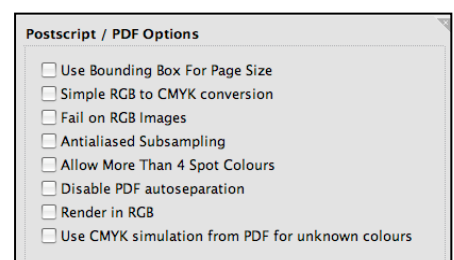 Postscript / PDF Options
Use Bounding Box For Page Size
Simple RGB to CMYK conversion
Fail on RGB Images
Antialiased Subsampling
Allow More Than 4 Spot Colours
Disable PDF autoseparation
Render in RGB
Use CMYK simulation from PDF for unknown colours